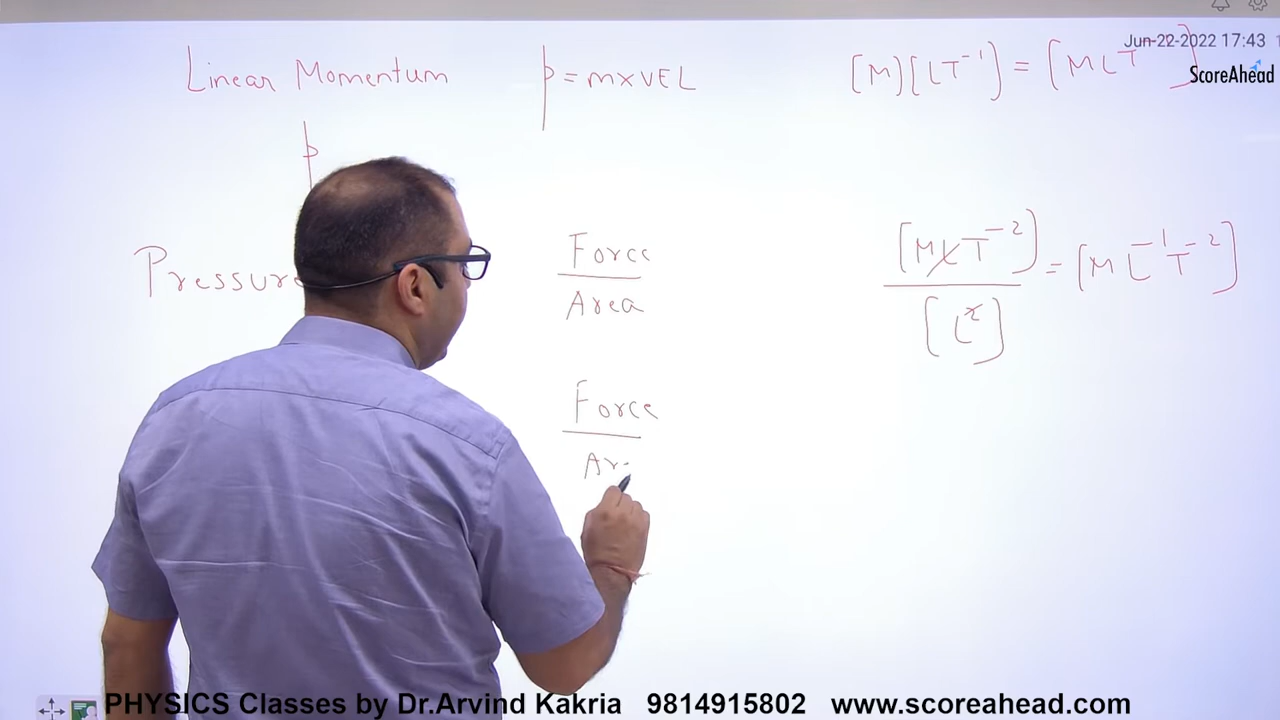 Jun-22-2022 17:43
ScoreAhead
Linear Momentum p = m×VEL [M][LT⁻¹] = [MLT⁻
p
Pressure Force / Area [MLT⁻²] / [L²] = [ML⁻¹T⁻²]
Force
PHYSICS Classes by Dr.Arvind Kakria 9814915802 www.scoreahead.com